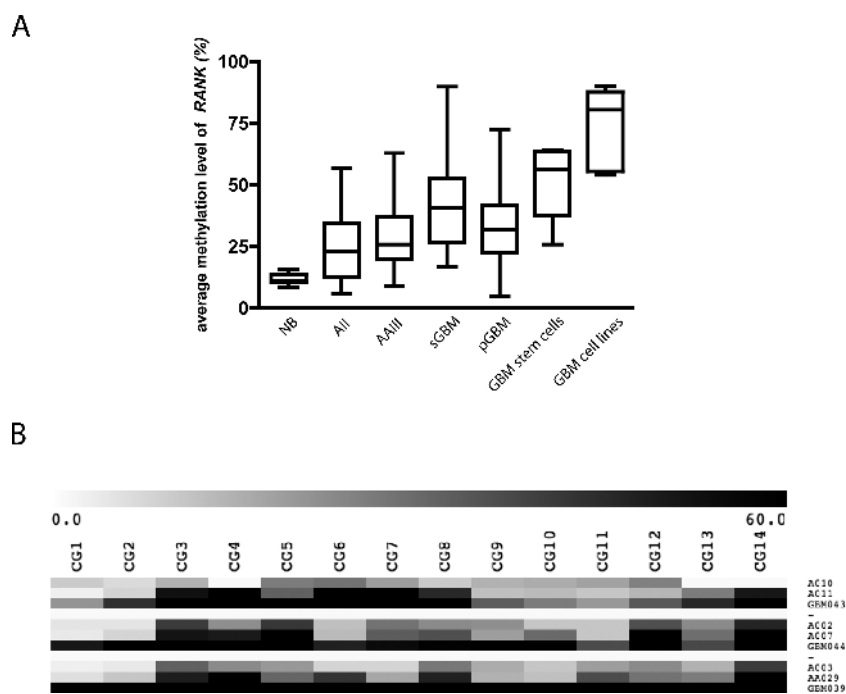 A
average methylation level of RANK (%)
100
75
50
25
0
NB
AII
AAIII
sGBM
pGBM
GBM stem cells
GBM cell lines
B
0.0 60.0
CG1 CG2 CG3 CG4 CG5 CG6 CG7 CG8 CG9 CG10 CG11 CG12 CG13 CG14
AC10
AC11
GBM043
-
AC02
AC07
GBM044
-
AC03
AA029
GBM039